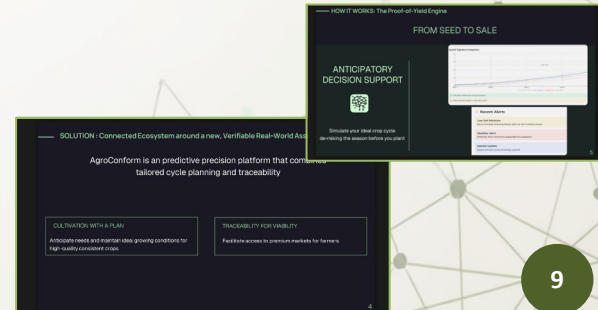 HOW IT WORKS: The Proof-of-Yield Engine
FROM SEED TO SALE
ANTICIPATORY
DECISION SUPPORT
Simulate your ideal crop cycle
de-risking the season before you plant
Recent Alerts
5
SOLUTION : Connected Ecosystem around a new, Verifiable Real-World Ass
AgroConform is an predictive precision platform that combines
tailored cycle planning and traceability
CULTIVATION WITH A PLAN
Anticipate needs and maintain ideal growing conditions for
high-quality consistent crops
TRACEABILITY FOR VIABILITY
Facilitate access to premium markets for farmers
4
9